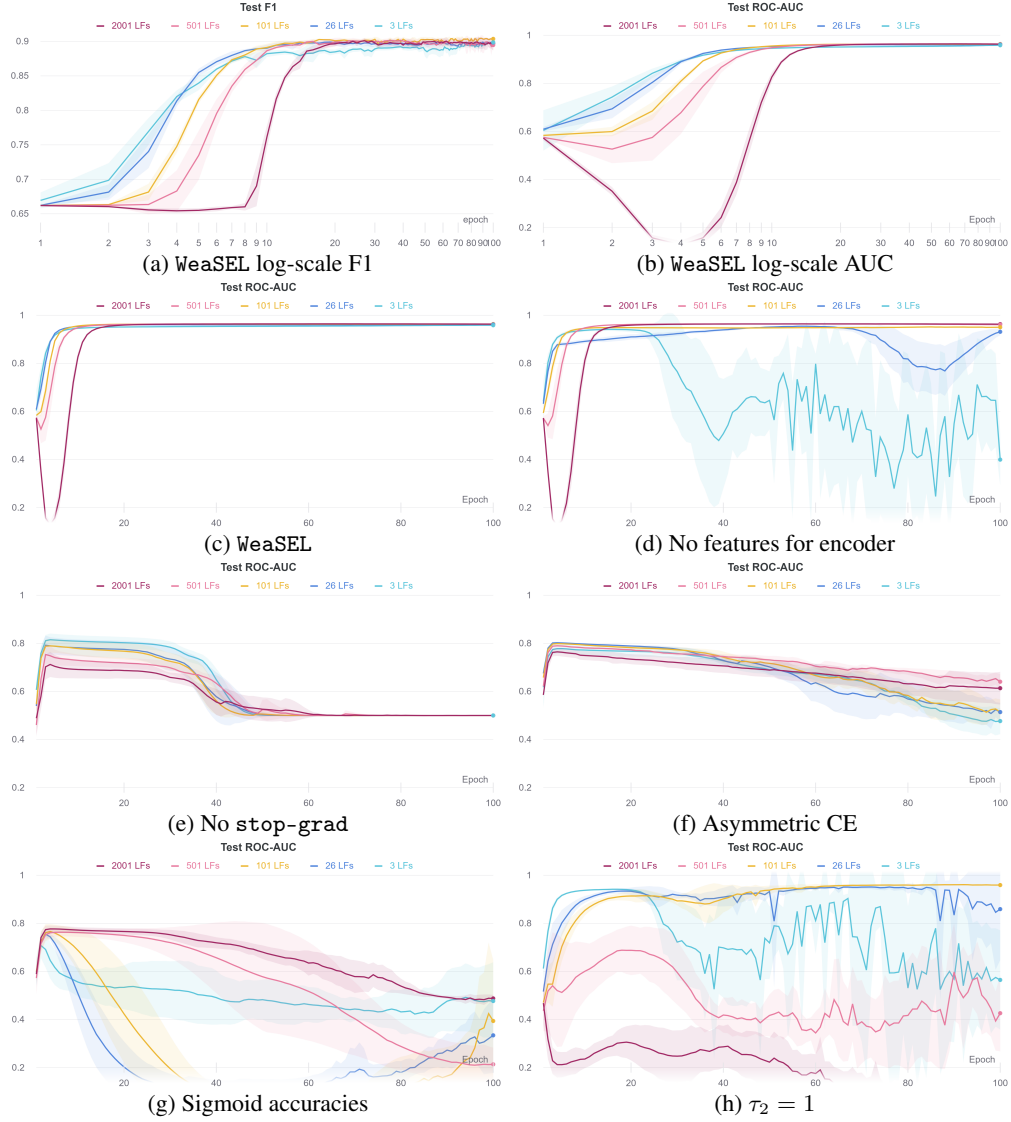 Test F1
2001 LFs 501 LFs 101 LFs 26 LFs 3 LFs
0.9
0.85
0.8
0.75
0.7
0.65
epoch
1 2 3 4 5 6 7 8 9 10 20 30 40 50 60 70 80 90 100
(a) WeaSEL log-scale F1
Test ROC-AUC
2001 LFs 501 LFs 101 LFs 26 LFs 3 LFs
1
0.8
0.6
0.4
0.2
epoch
1 2 3 4 5 6 7 8 9 10 20 30 40 50 60 70 80 90 100
(b) WeaSEL log-scale AUC
Test ROC-AUC
2001 LFs 501 LFs 101 LFs 26 LFs 3 LFs
1
0.8
0.6
0.4
0.2
Epoch
20 40 60 80 100
(c) WeaSEL
Test ROC-AUC
2001 LFs 501 LFs 101 LFs 26 LFs 3 LFs
1
0.8
0.6
0.4
0.2
Epoch
20 40 60 80 100
(d) No features for encoder
Test ROC-AUC
2001 LFs 501 LFs 101 LFs 26 LFs 3 LFs
1
0.8
0.6
0.4
0.2
Epoch
20 40 60 80 100
(e) No stop-grad
Test ROC-AUC
2001 LFs 501 LFs 101 LFs 26 LFs 3 LFs
1
0.8
0.6
0.4
0.2
Epoch
20 40 60 80 100
(f) Asymmetric CE
Test ROC-AUC
2001 LFs 501 LFs 101 LFs 26 LFs 3 LFs
1
0.8
0.6
0.4
0.2
Epoch
20 40 60 80 100
(g) Sigmoid accuracies
Test ROC-AUC
2001 LFs 501 LFs 101 LFs 26 LFs 3 LFs
1
0.8
0.6
0.4
0.2
Epoch
20 40 60 80 100
(h) τ₂ = 1